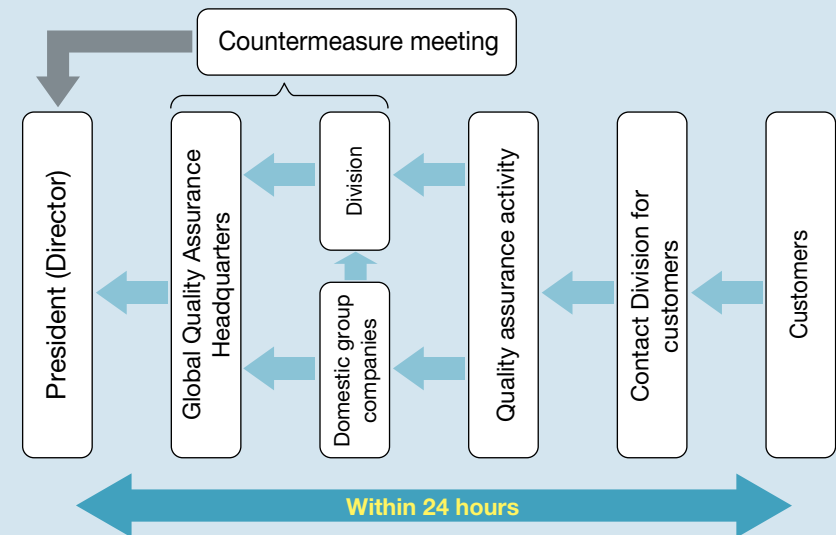 Countermeasure meeting
President (Director)
Global Quality Assurance
Headquarters
Division
Domestic group
companies
Quality assurance activity
Contact Division for
customers
Customers
Within 24 hours